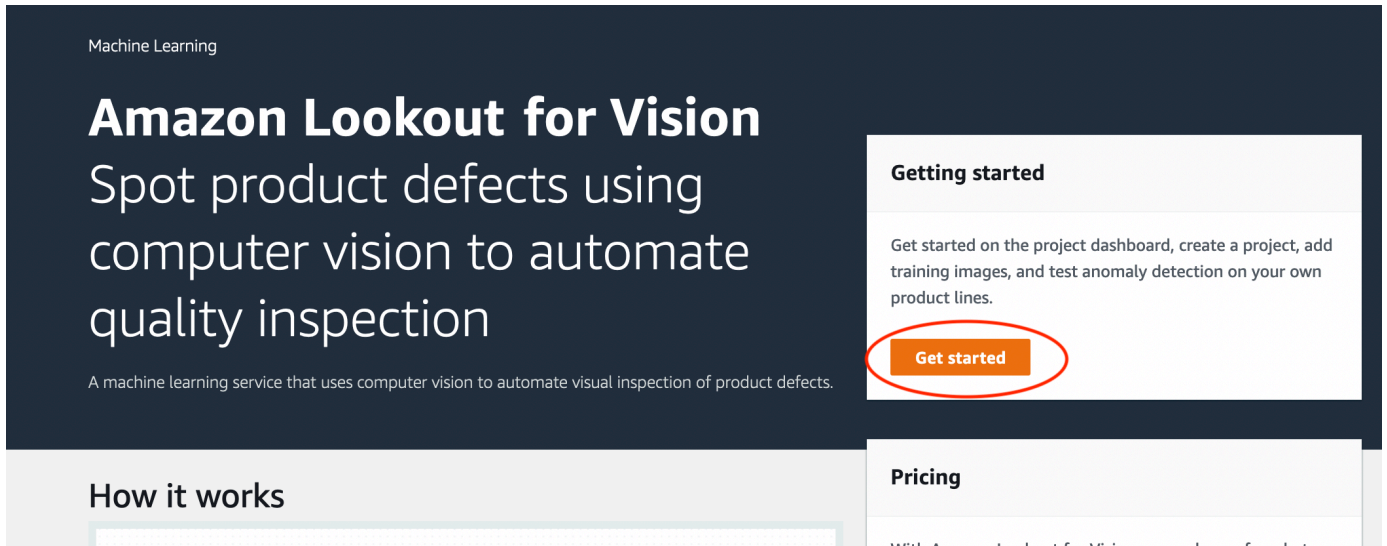 Machine Learning
Amazon Lookout for Vision
Spot product defects using
computer vision to automate
quality inspection
A machine learning service that uses computer vision to automate visual inspection of product defects.
Getting started
Get started on the project dashboard, create a project, add
training images, and test anomaly detection on your own
product lines.
Get started
How it works
Pricing